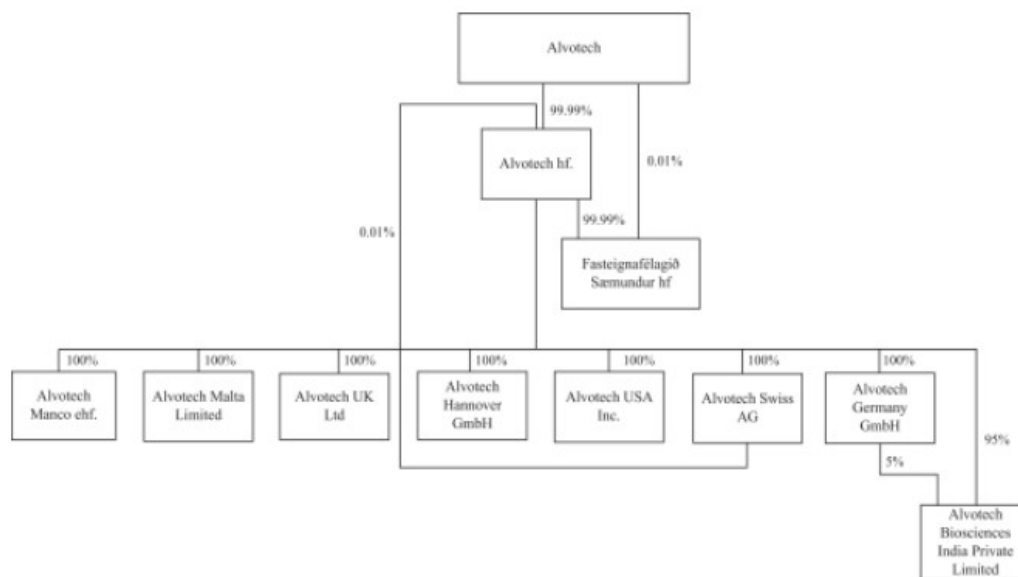 Alvotech
99.99%
Alvotech hf.
0.01%
0.01%
99.99%
Fasteignafélagið
Sæmundur hf
100%
100%
100%
100%
100%
100%
100%
Alvotech
Manco ehf.
Alvotech Malta
Limited
Alvotech UK
Ltd
Alvotech
Hannover
GmbH
Alvotech USA
Inc.
Alvotech Swiss
AG
Alvotech
Germany
GmbH
95%
5%
Alvotech
Biosciences
India Private
Limited